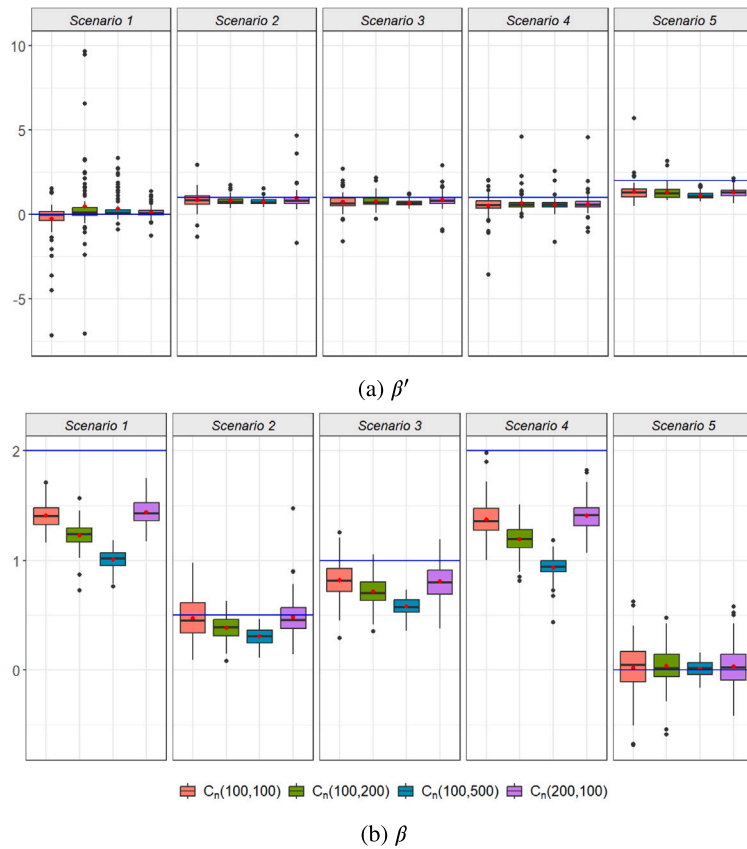 Scenario 1 Scenario 2 Scenario 3 Scenario 4 Scenario 5
10
5
0
-5
(a) β′
Scenario 1 Scenario 2 Scenario 3 Scenario 4 Scenario 5
2
1
0
Cn(100,100) Cn(100,200) Cn(100,500) Cn(200,100)
(b) β